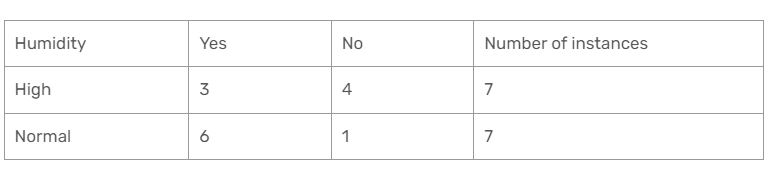 Humidity Yes No Number of instances
High 3 4 7
Normal 6 1 7